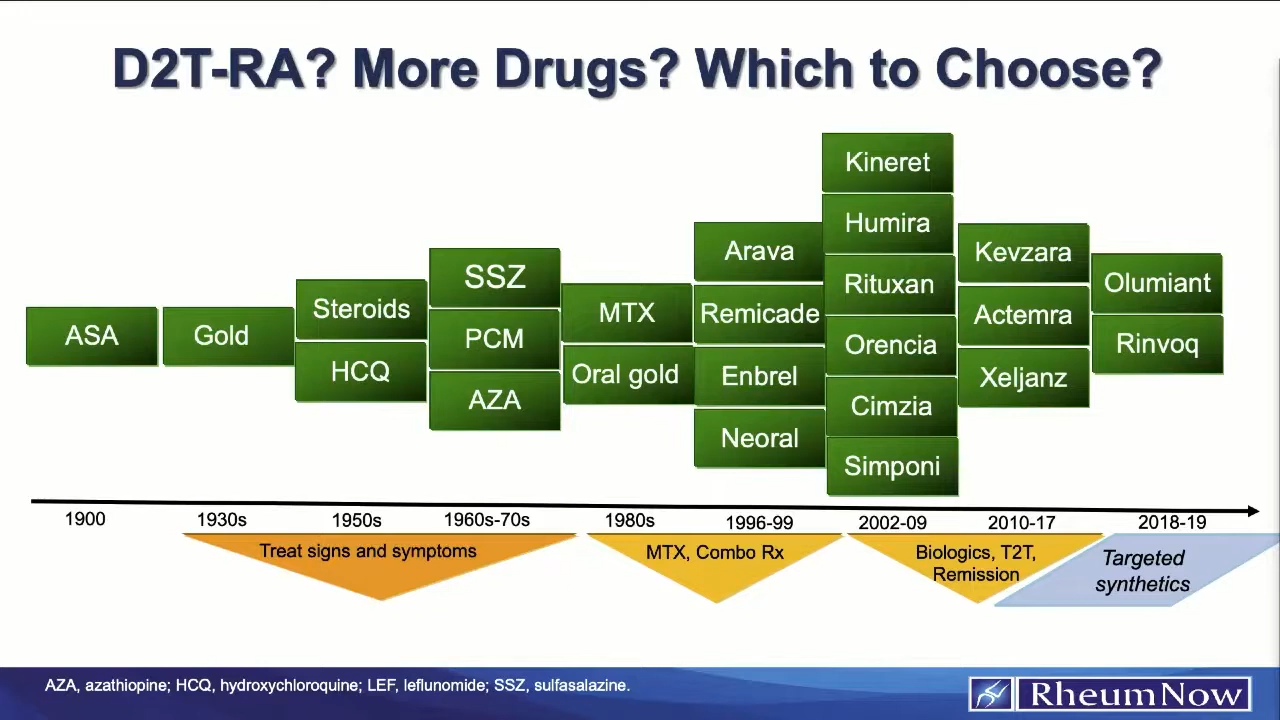 D2T-RA? More Drugs? Which to Choose?
ASA
Gold
Steroids
HCQ
SSZ
PCM
AZA
MTX
Oral gold
Arava
Remicade
Enbrel
Neoral
Kineret
Humira
Rituxan
Orencia
Cimzia
Simponi
Kevzara
Actemra
Xeljanz
Olumiant
Rinvoq
1900
1930s
1950s
1960s-70s
1980s
1996-99
2002-09
2010-17
2018-19
Treat signs and symptoms
MTX, Combo Rx
Biologics, T2T,
Remission
Targeted
synthetics
AZA, azathiopine; HCQ, hydroxychloroquine; LEF, leflunomide; SSZ, sulfasalazine.
RheumNow